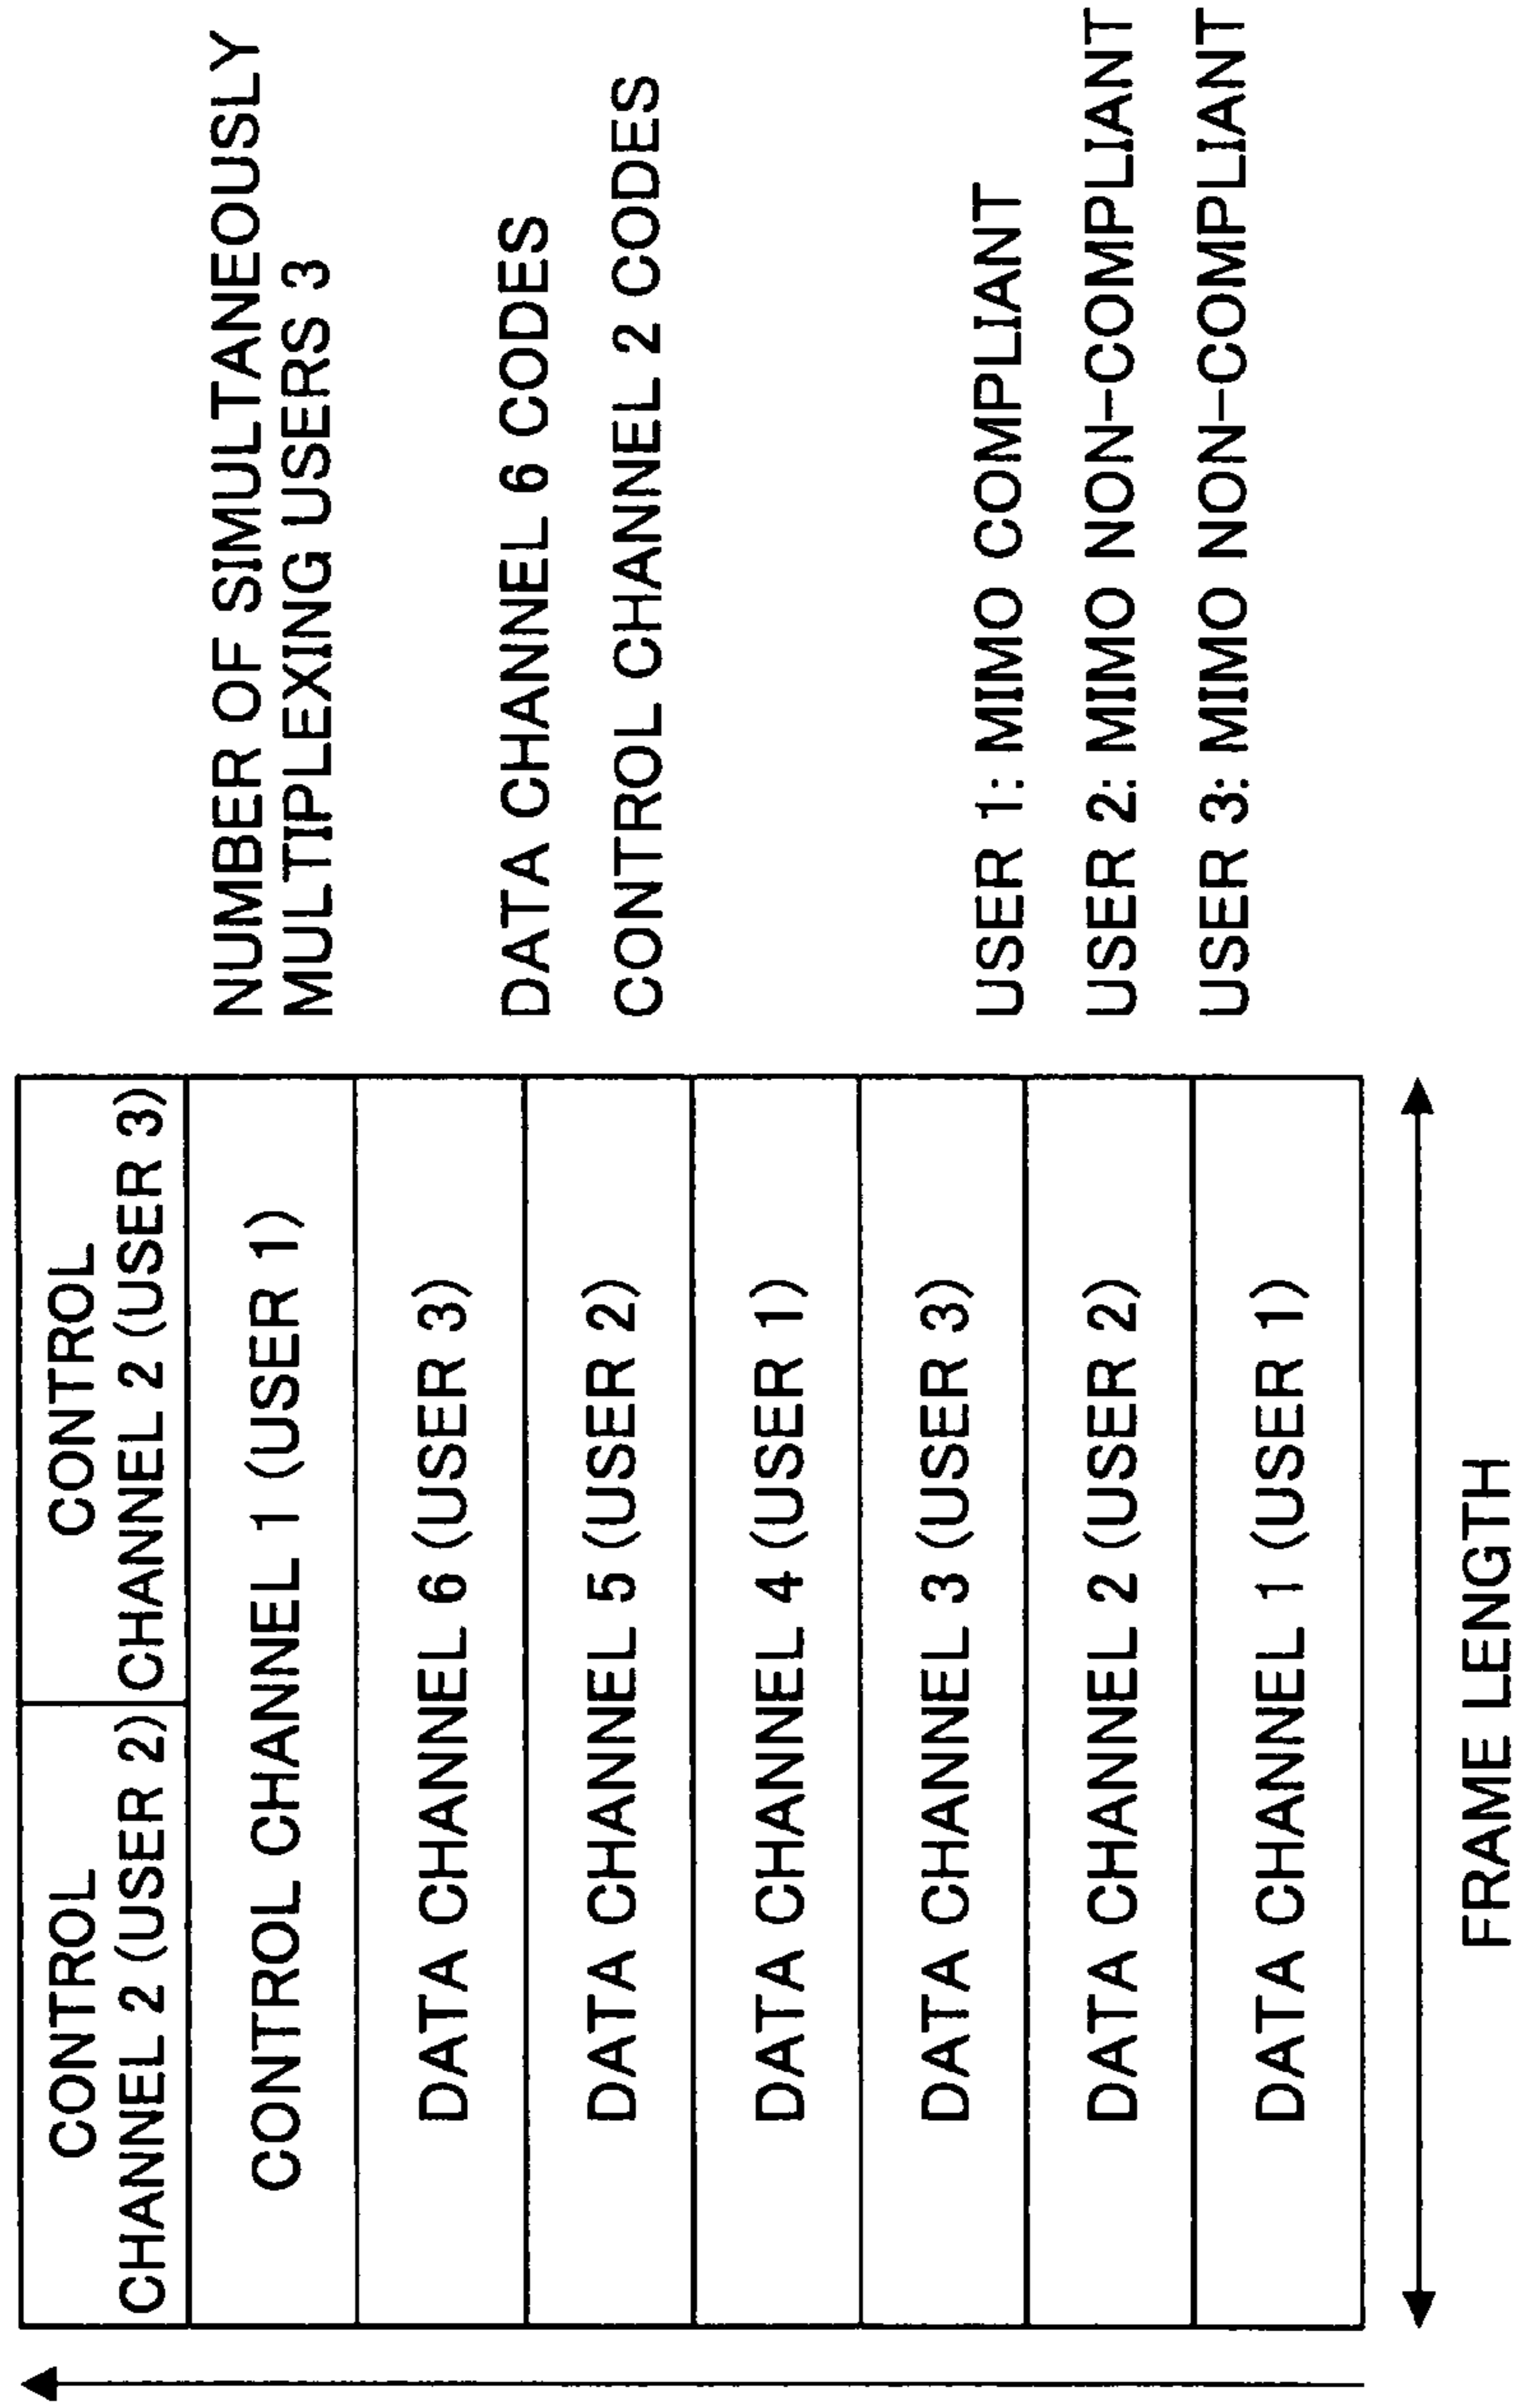 CONTROL
CHANNEL 2 (USER 2)
CONTROL
CHANNEL 2 (USER 3)
CONTROL CHANNEL 1 (USER 1)
DATA CHANNEL 6 (USER 3)
DATA CHANNEL 5 (USER 2)
DATA CHANNEL 4 (USER 1)
DATA CHANNEL 3 (USER 3)
DATA CHANNEL 2 (USER 2)
DATA CHANNEL 1 (USER 1)
FRAME LENGTH
NUMBER OF SIMULTANEOUSLY
MULTIPLEXING USERS 3
DATA CHANNEL 6 CODES
CONTROL CHANNEL 2 CODES
USER 1: MIMO COMPLIANT
USER 2: MIMO NON-COMPLIANT
USER 3: MIMO NON-COMPLIANT